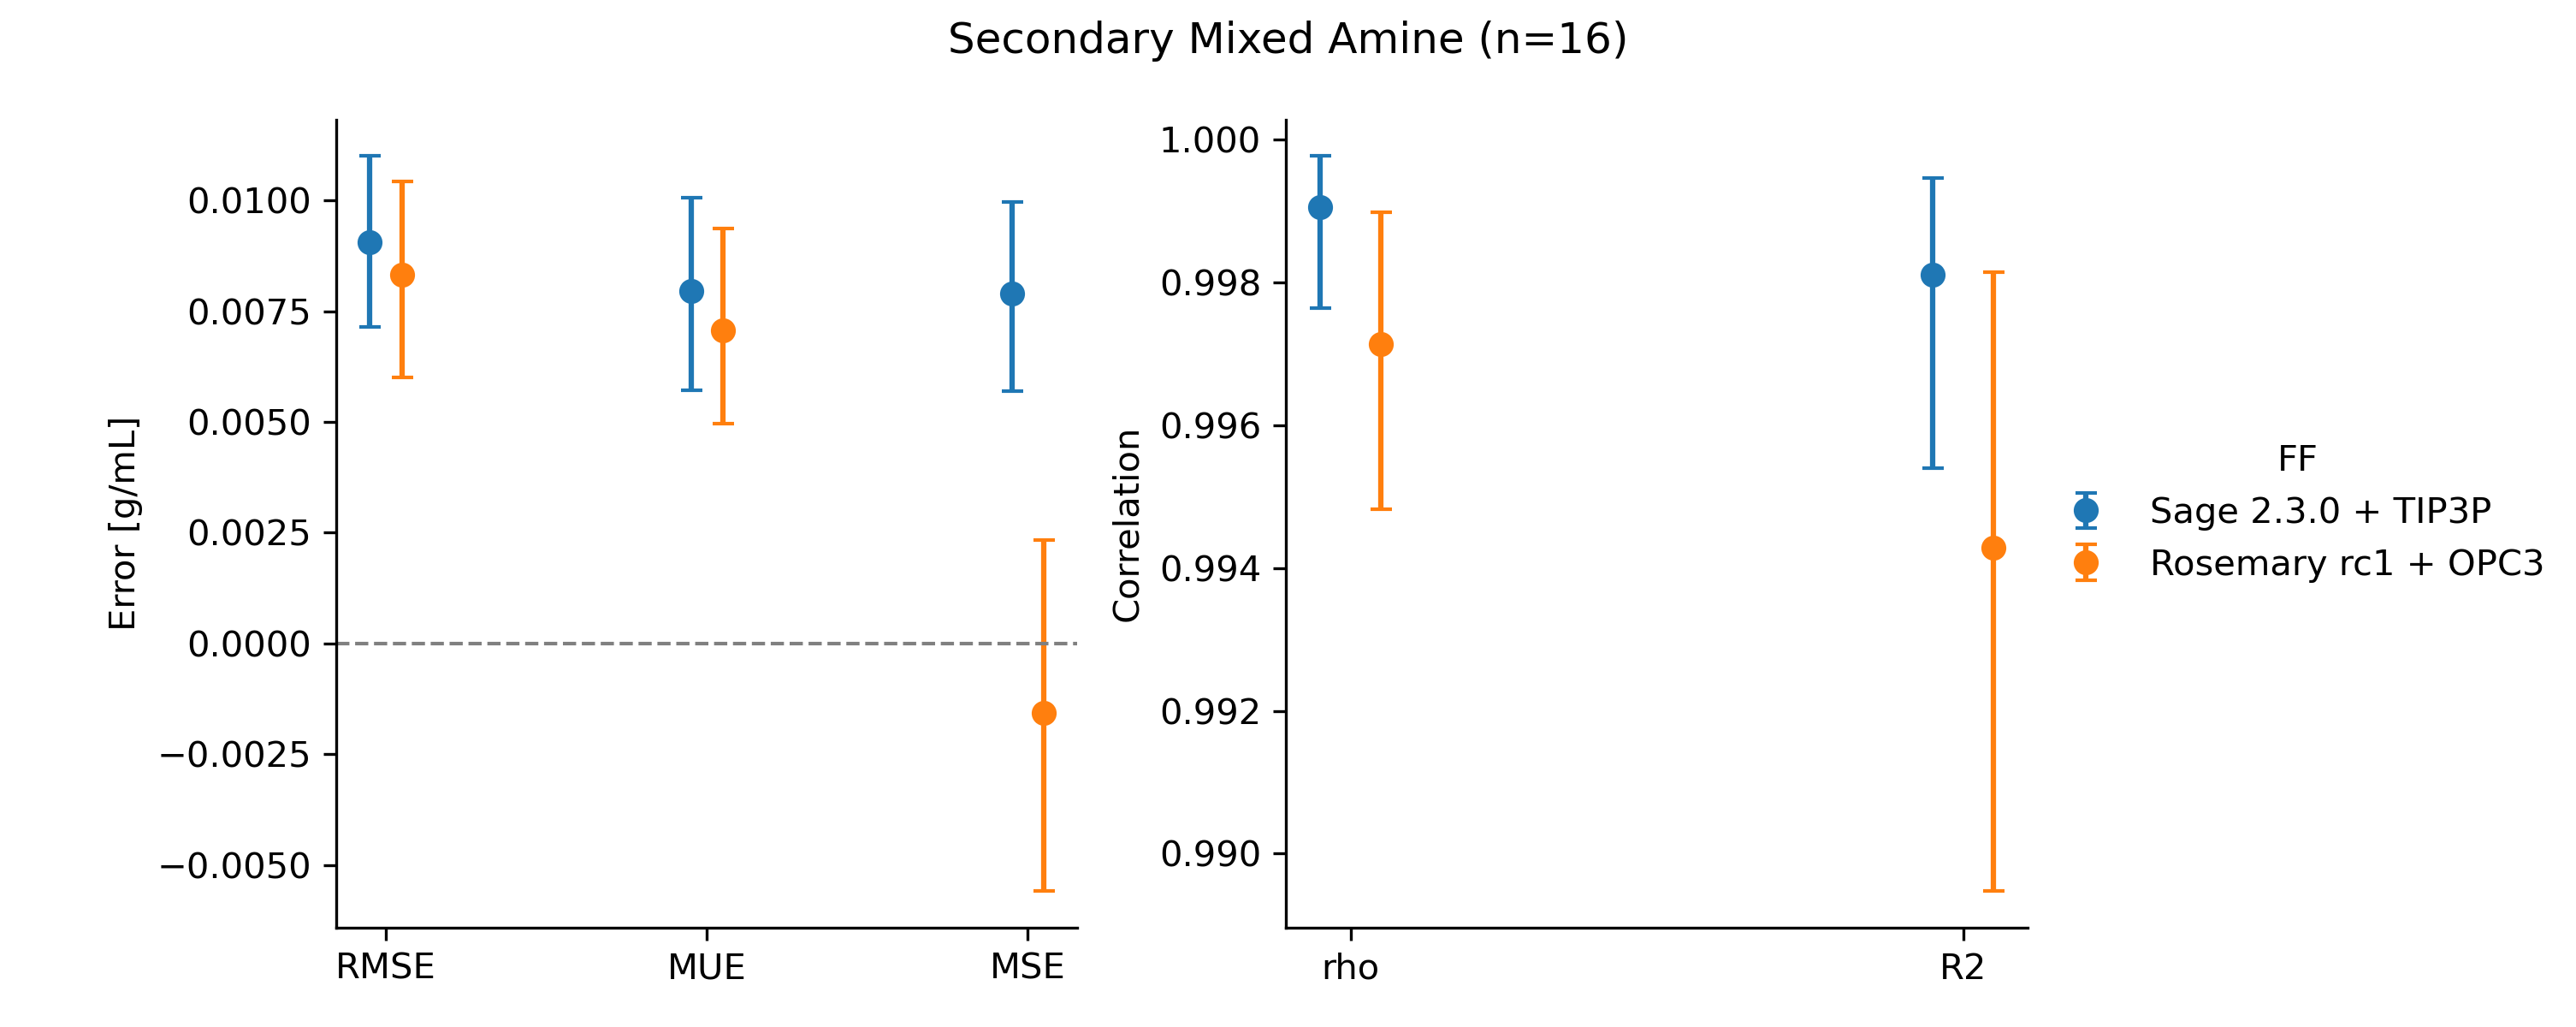 Secondary Mixed Amine (n=16)
Error [g/mL]
0.0100
0.0075
0.0050
0.0025
0.0000
−0.0025
−0.0050
RMSE
MUE
MSE
Correlation
1.000
0.998
0.996
0.994
0.992
0.990
rho
R2
FF
Sage 2.3.0 + TIP3P
Rosemary rc1 + OPC3